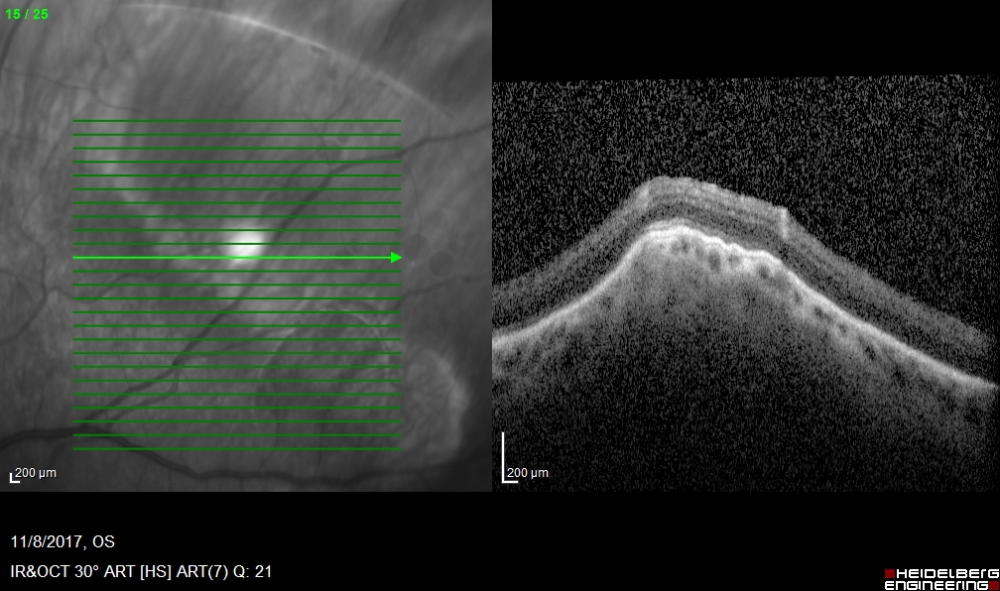 15 / 25
200 µm
200 µm
11/8/2017, OS
IR&OCT 30° ART [HS] ART(7) Q: 21
HEIDELBERG
ENGINEERING